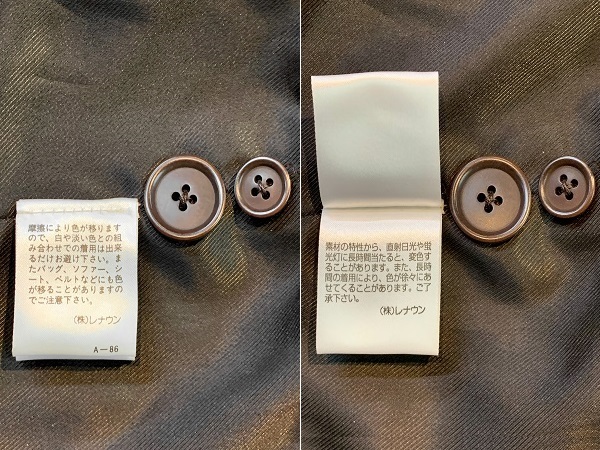 摩擦により色が移ります
ので、白や淡い色との組
み合わせでの着用は出来
るだけお避け下さい。ま
たバッグ、ソファー、シ
ート、ベルトなどにも色
が移ることがありますの
でご注意下さい。
(株)レナウン
A-86
素材の特性から、直射日光や蛍
光灯に長時間当たると、変色す
ることがあります。また、長時
間の着用により、色が徐々にあ
せてくることがあります。ご了
承下さい。
(株)レナウン